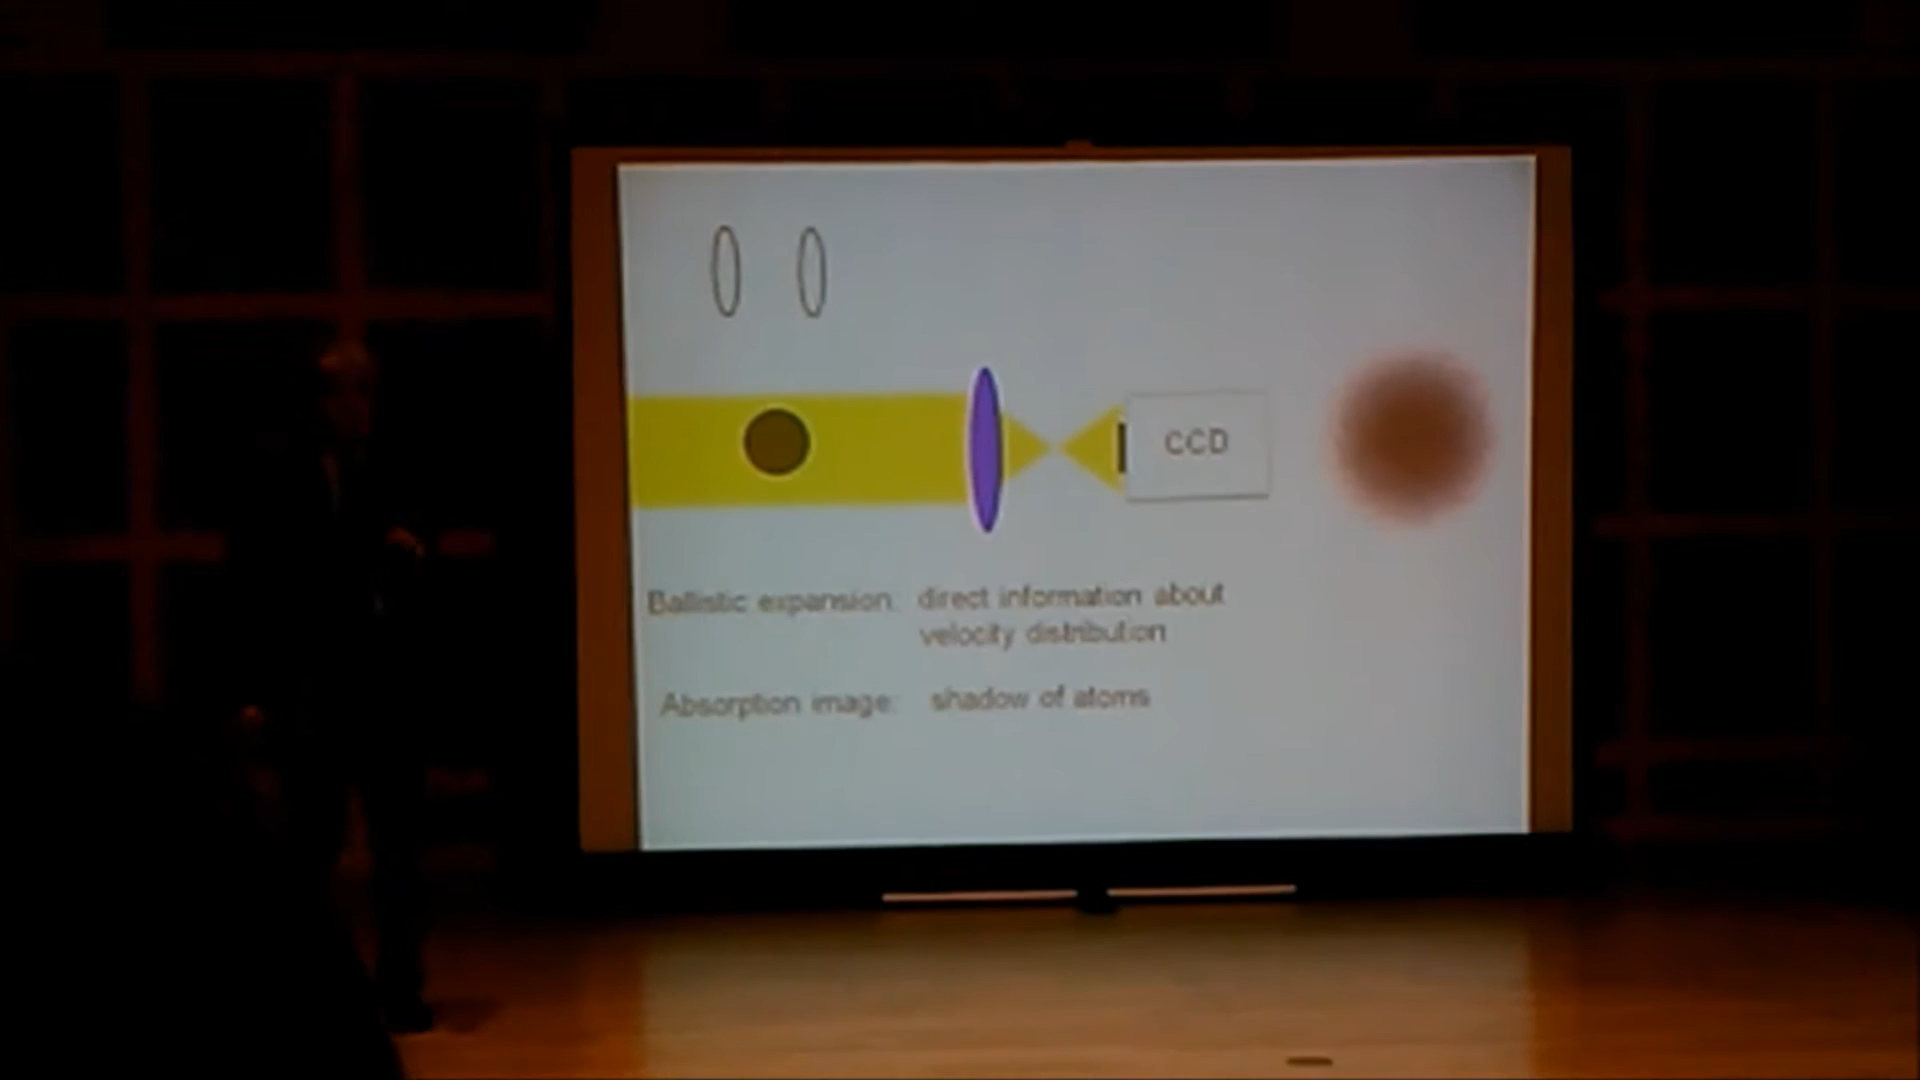 CCD
Ballistic expansion: direct information about
velocity distribution
Absorption image: shadow of atoms